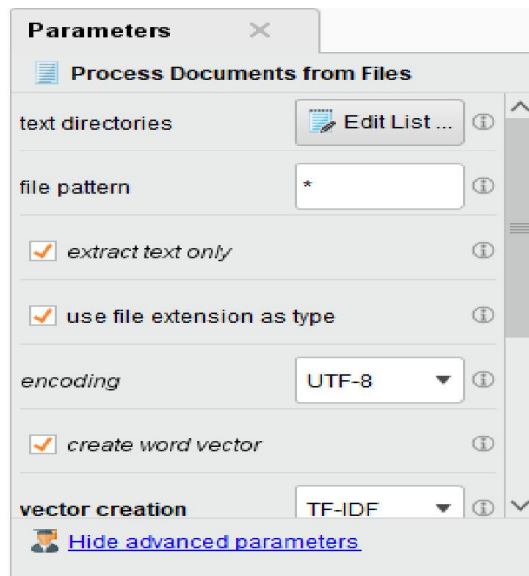 Parameters
Process Documents from Files
text directories Edit List ...
file pattern *
extract text only
use file extension as type
encoding UTF-8
create word vector
vector creation TF-IDF
Hide advanced parameters